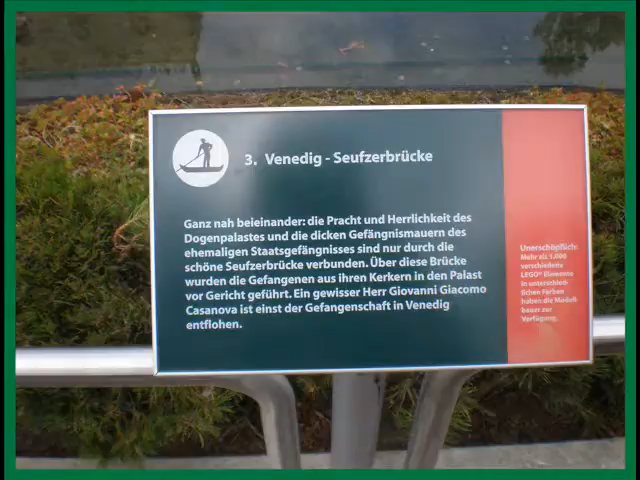 3. Venedig - Seufzerbrücke
Ganz nah beieinander: die Pracht und Herrlichkeit des
Dogenpalastes und die dicken Gefängnismauern des
ehemaligen Staatsgefängnisses sind nur durch die
schöne Seufzerbrücke verbunden. Über diese Brücke
wurden die Gefangenen aus ihren Kerkern in den Palast
vor Gericht geführt. Ein gewisser Herr Giovanni Giacomo
Casanova ist einst der Gefangenschaft in Venedig
entflohen.
Unerschöpflich:
Mehr als 1.000
verschiedene
LEGO® Elemente
in unterschied-
lichen Farben
haben die Modell-
bauer zur
Verfügung.